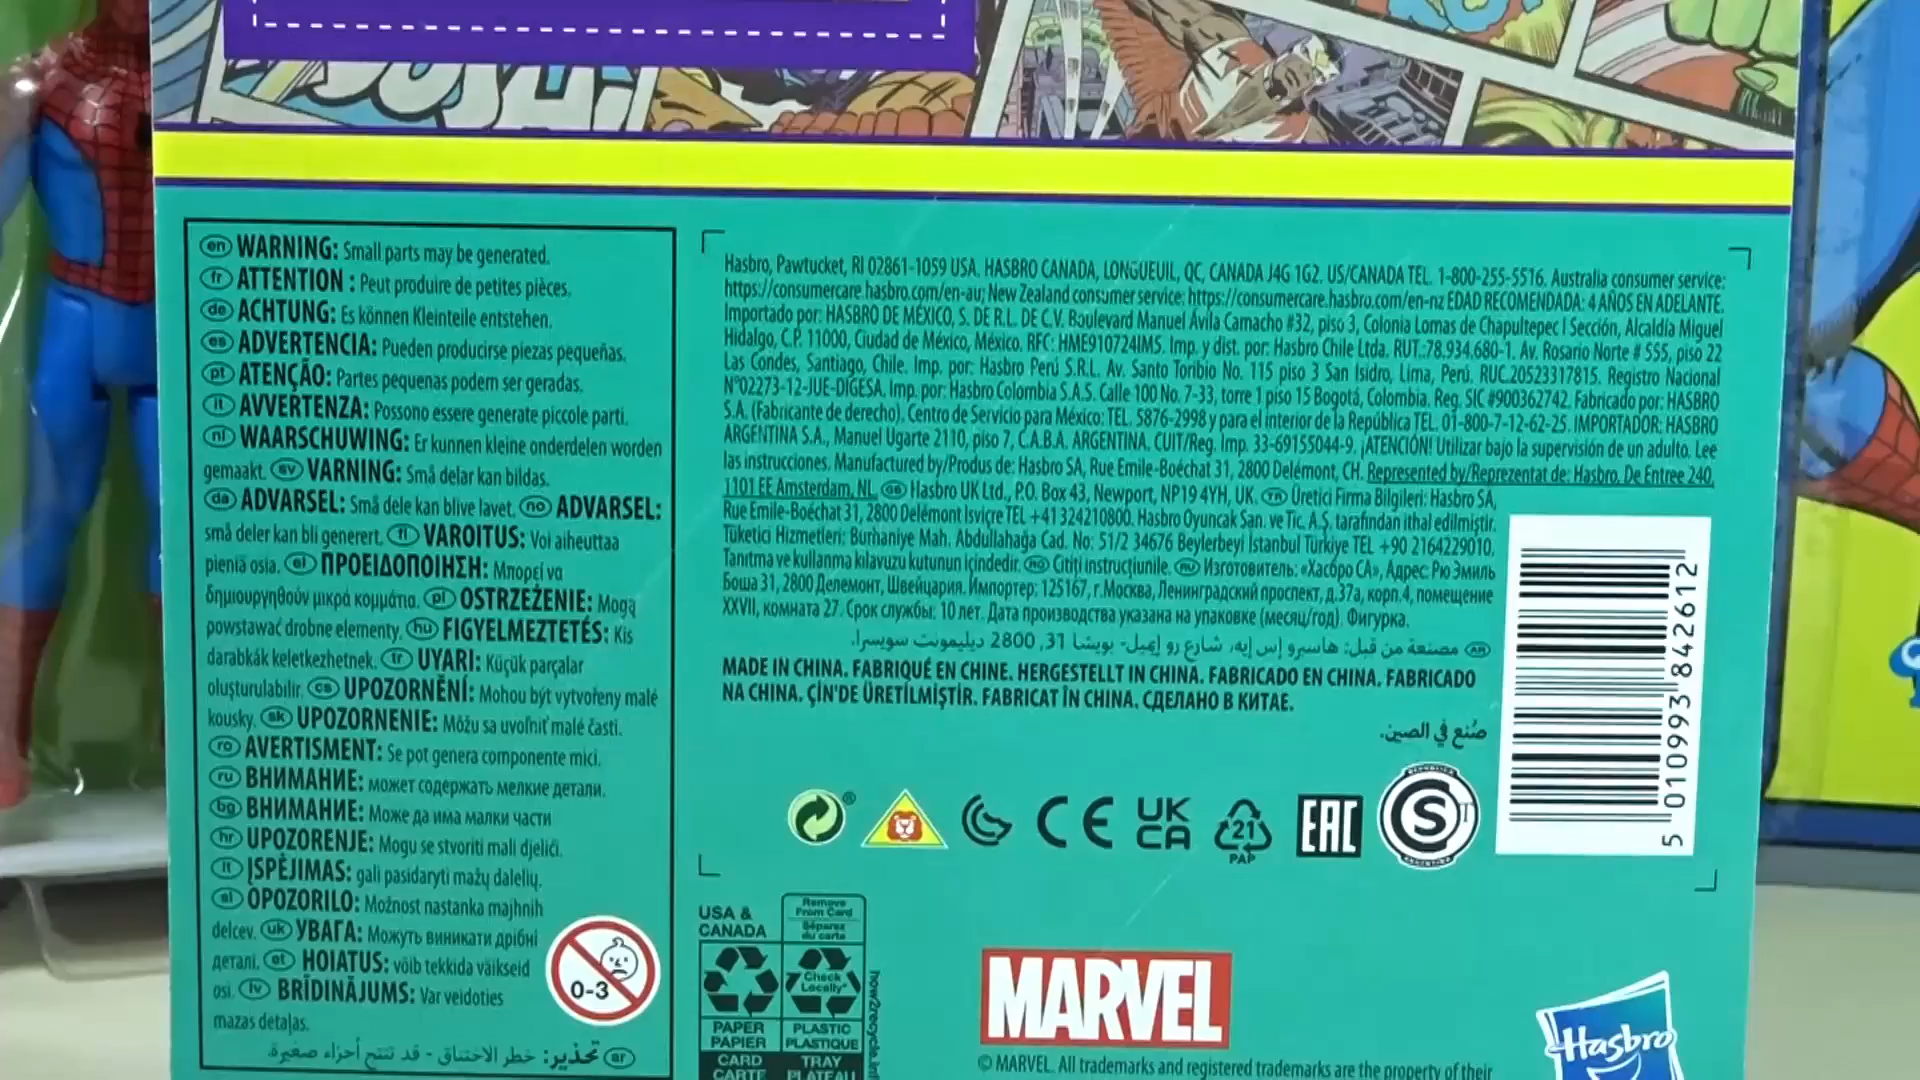 en WARNING: Small parts may be generated.
fr ATTENTION : Peut produire de petites pièces.
de ACHTUNG: Es können Kleinteile entstehen.
es ADVERTENCIA: Pueden producirse piezas pequeñas.
pt ATENÇÃO: Partes pequenas podem ser geradas.
it AVVERTENZA: Possono essere generate piccole parti.
nl WAARSCHUWING: Er kunnen kleine onderdelen worden
gemaakt. sv VARNING: Små delar kan bildas.
da ADVARSEL: Små dele kan blive lavet. no ADVARSEL:
små deler kan bli generert. fi VAROITUS: Voi aiheuttaa
pieniä osia. el ΠΡΟΕΙΔΟΠΟΙΗΣΗ: Μπορεί να
δημιουργηθούν μικρά κομμάτια. pl OSTRZEŻENIE: Mogą
powstawać drobne elementy. hu FIGYELMEZTETÉS: Kis
darabkák keletkezhetnek. tr UYARI: Küçük parçalar
oluşturulabilir. cs UPOZORNĚNÍ: Mohou být vytvořeny malé
kousky. sk UPOZORNENIE: Môžu sa uvoľniť malé časti.
ro AVERTISMENT: Se pot genera componente mici.
ru ВНИМАНИЕ: может содержать мелкие детали.
bg ВНИМАНИЕ: Може да има малки части
hr UPOZORENJE: Mogu se stvoriti mali djelići.
lt ĮSPĖJIMAS: gali pasidaryti mažų dalelių.
sl OPOZORILO: Možnost nastanka majhnih
delcev. uk УВАГА: Можуть виникати дрібні
деталі. et HOIATUS: võib tekkida väikseid
osi. lv BRĪDINĀJUMS: Var veidoties
mazas detaļas.
ar تحذير: خطر الاختناق - قد تنتج أجزاء صغيرة.
0-3
Hasbro, Pawtucket, RI 02861-1059 USA. HASBRO CANADA, LONGUEUIL, QC, CANADA J4G 1G2. US/CANADA TEL. 1-800-255-5516. Australia consumer service:
https://consumercare.hasbro.com/en-au; New Zealand consumer service: https://consumercare.hasbro.com/en-nz EDAD RECOMENDADA: 4 AÑOS EN ADELANTE.
Importado por: HASBRO DE MÉXICO, S. DE R.L. DE C.V. Boulevard Manuel Ávila Camacho #32, piso 3, Colonia Lomas de Chapultepec I Sección, Alcaldía Miguel
Hidalgo, C.P. 11000, Ciudad de México, México. RFC: HME910724IM5. Imp. y dist. por: Hasbro Chile Ltda. RUT.:78.934.680-1. Av. Rosario Norte # 555, piso 22
Las Condes, Santiago, Chile. Imp. por: Hasbro Perú S.R.L. Av. Santo Toribio No. 115 piso 3 San Isidro, Lima, Perú. RUC.20523317815. Registro Nacional
N°02273-12-JUE-DIGESA. Imp. por: Hasbro Colombia S.A.S. Calle 100 No. 7-33, torre 1 piso 15 Bogotá, Colombia. Reg. SIC #900362742. Fabricado por: HASBRO
S.A. (Fabricante de derecho). Centro de Servicio para México: TEL. 5876-2998 y para el interior de la República TEL. 01-800-7-12-62-25. IMPORTADOR: HASBRO
ARGENTINA S.A., Manuel Ugarte 2110, piso 7, C.A.B.A. ARGENTINA. CUIT/Reg. Imp. 33-69155044-9. ¡ATENCIÓN! Utilizar bajo la supervisión de un adulto. Lee
las instrucciones. Manufactured by/Produs de: Hasbro SA, Rue Emile-Boéchat 31, 2800 Delémont, CH. Represented by/Reprezentat de: Hasbro. De Entree 240,
1101 EE Amsterdam, NL. GB Hasbro UK Ltd., P.O. Box 43, Newport, NP19 4YH, UK. TR Üretici Firma Bilgileri: Hasbro SA,
Rue Emile-Boéchat 31, 2800 Delémont İsviçre TEL +41 324210800. Hasbro Oyuncak San. ve Tic. A.Ş. tarafından ithal edilmiştir.
Tüketici Hizmetleri: Burhaniye Mah. Abdullahağa Cad. No: 51/2 34676 Beylerbeyi İstanbul Türkiye TEL +90 2164229010.
Tanıtma ve kullanma kılavuzu kutunun içindedir. RO Citiți instrucțiunile. RU Изготовитель: «Хасбро СА», Адрес: Рю Эмиль
Боша 31, 2800 Делемонт, Швейцария. Импортер: 125167, г.Москва, Ленинградский проспект, д.37а, корп.4, помещение
XXVII, комната 27. Срок службы: 10 лет. Дата производства указана на упаковке (месяц/год). Фигурка.
AR مصنعة من قبل: هاسبرو إس إيه، شارع رو إيميل- بويشا 31، 2800 ديليمونت سويسرا.
MADE IN CHINA. FABRIQUÉ EN CHINE. HERGESTELLT IN CHINA. FABRICADO EN CHINA. FABRICADO
NA CHINA. ÇİN'DE ÜRETİLMİŞTİR. FABRICAT ÎN CHINA. СДЕЛАНО В КИТАЕ.
صُنع في الصين.
5 010993 842612
CE
UK
CA
21
PAP
EAC
S
USA &
CANADA
Remove
From Card
Séparez
du carte
Check
Locally*
PAPER
PAPIER
PLASTIC
PLASTIQUE
CARD
CARTE
TRAY
PLATEAU
how2recycle.inf
MARVEL
© MARVEL. All trademarks and registered trademarks are the property of their
Hasbro